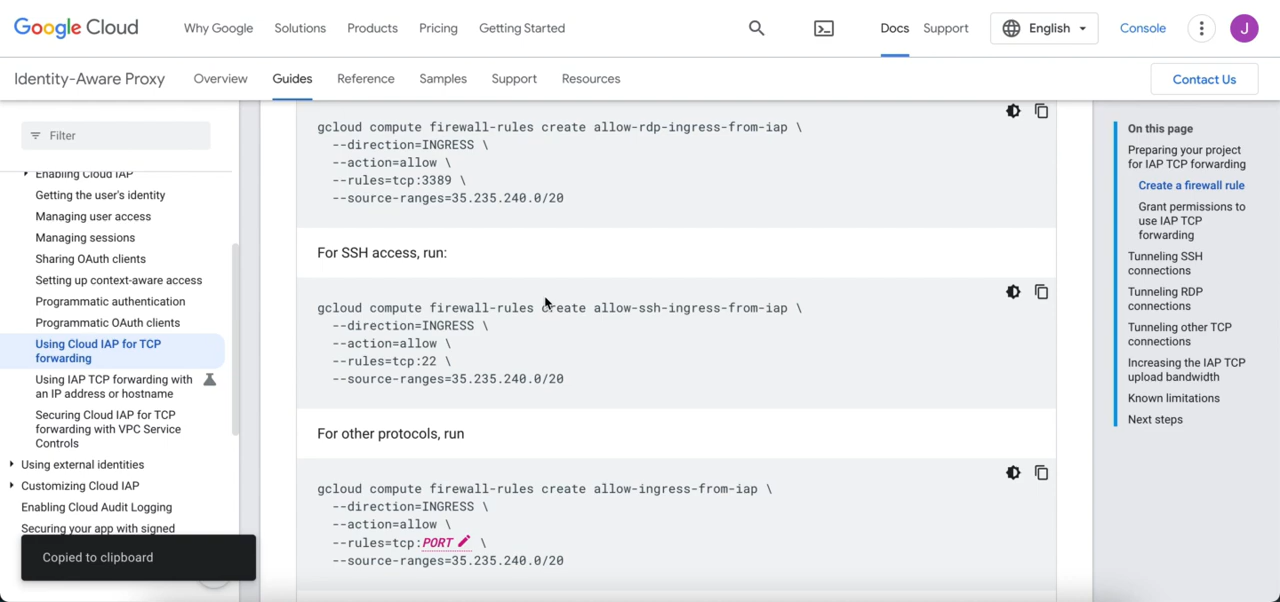 Google Cloud
Why Google
Solutions
Products
Pricing
Getting Started
Docs
Support
English
Console
J
Identity-Aware Proxy
Overview
Guides
Reference
Samples
Support
Resources
Contact Us
Filter
Enabling Cloud IAP
Getting the user's identity
Managing user access
Managing sessions
Sharing OAuth clients
Setting up context-aware access
Programmatic authentication
Programmatic OAuth clients
Using Cloud IAP for TCP
forwarding
Using IAP TCP forwarding with
an IP address or hostname
Securing Cloud IAP for TCP
forwarding with VPC Service
Controls
Using external identities
Customizing Cloud IAP
Enabling Cloud Audit Logging
Securing your app with signed
Copied to clipboard
gcloud compute firewall-rules create allow-rdp-ingress-from-iap \
--direction=INGRESS \
--action=allow \
--rules=tcp:3389 \
--source-ranges=35.235.240.0/20
For SSH access, run:
gcloud compute firewall-rules create allow-ssh-ingress-from-iap \
--direction=INGRESS \
--action=allow \
--rules=tcp:22 \
--source-ranges=35.235.240.0/20
For other protocols, run
gcloud compute firewall-rules create allow-ingress-from-iap \
--direction=INGRESS \
--action=allow \
--rules=tcp:PORT \
--source-ranges=35.235.240.0/20
On this page
Preparing your project
for IAP TCP forwarding
Create a firewall rule
Grant permissions to
use IAP TCP
forwarding
Tunneling SSH
connections
Tunneling RDP
connections
Tunneling other TCP
connections
Increasing the IAP TCP
upload bandwidth
Known limitations
Next steps